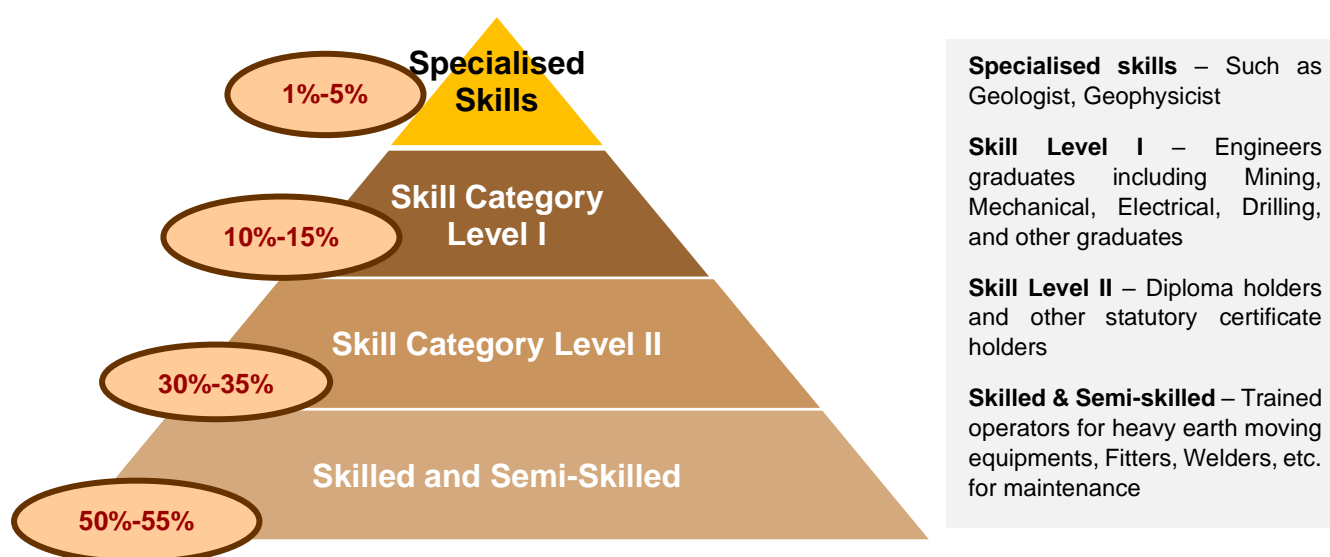 Specialised
Skills
1%-5%
Skill Category
Level I
10%-15%
Skill Category Level II
30%-35%
Skilled and Semi-Skilled
50%-55%
Specialised skills – Such as
Geologist, Geophysicist
Skill Level I – Engineers
graduates including Mining,
Mechanical, Electrical, Drilling,
and other graduates
Skill Level II – Diploma holders
and other statutory certificate
holders
Skilled & Semi-skilled – Trained
operators for heavy earth moving
equipments, Fitters, Welders, etc.
for maintenance